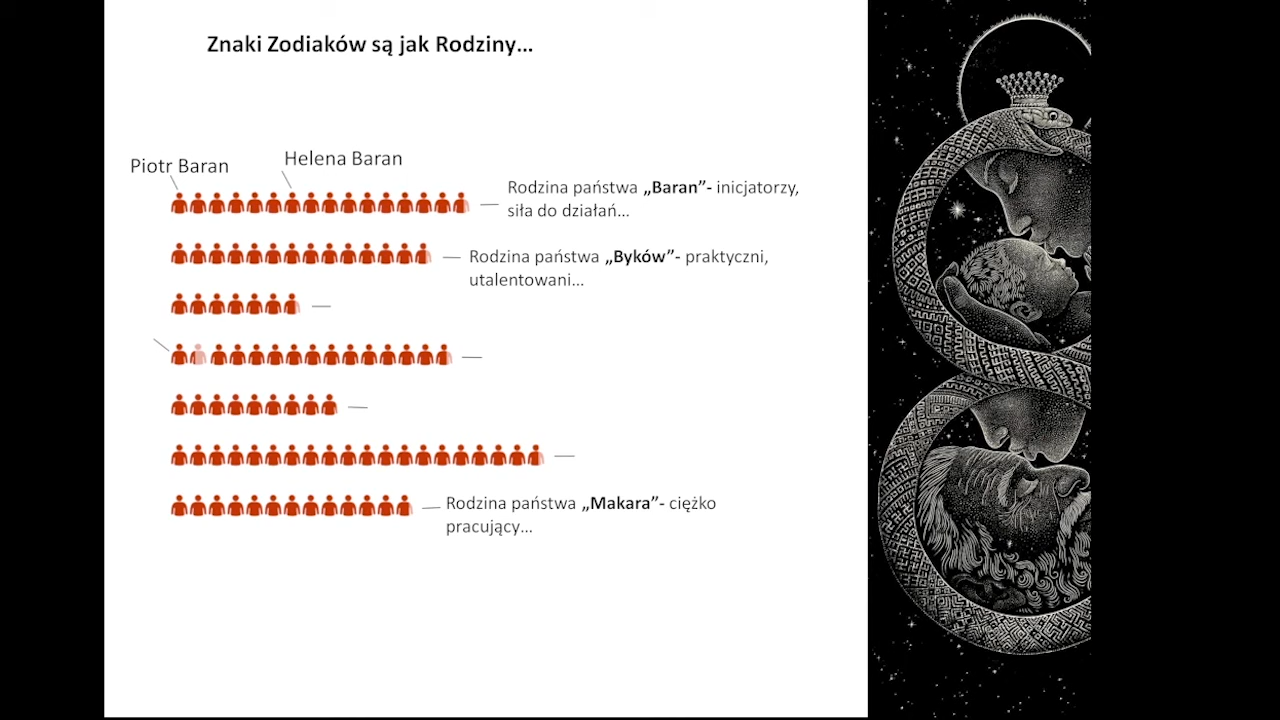 Znaki Zodiaków są jak Rodziny...
Piotr Baran
Helena Baran
Rodzina państwa „Baran”- inicjatorzy,
siła do działań...
Rodzina państwa „Byków”- praktyczni,
utalentowani...
Rodzina państwa „Makara”- ciężko
pracujący...